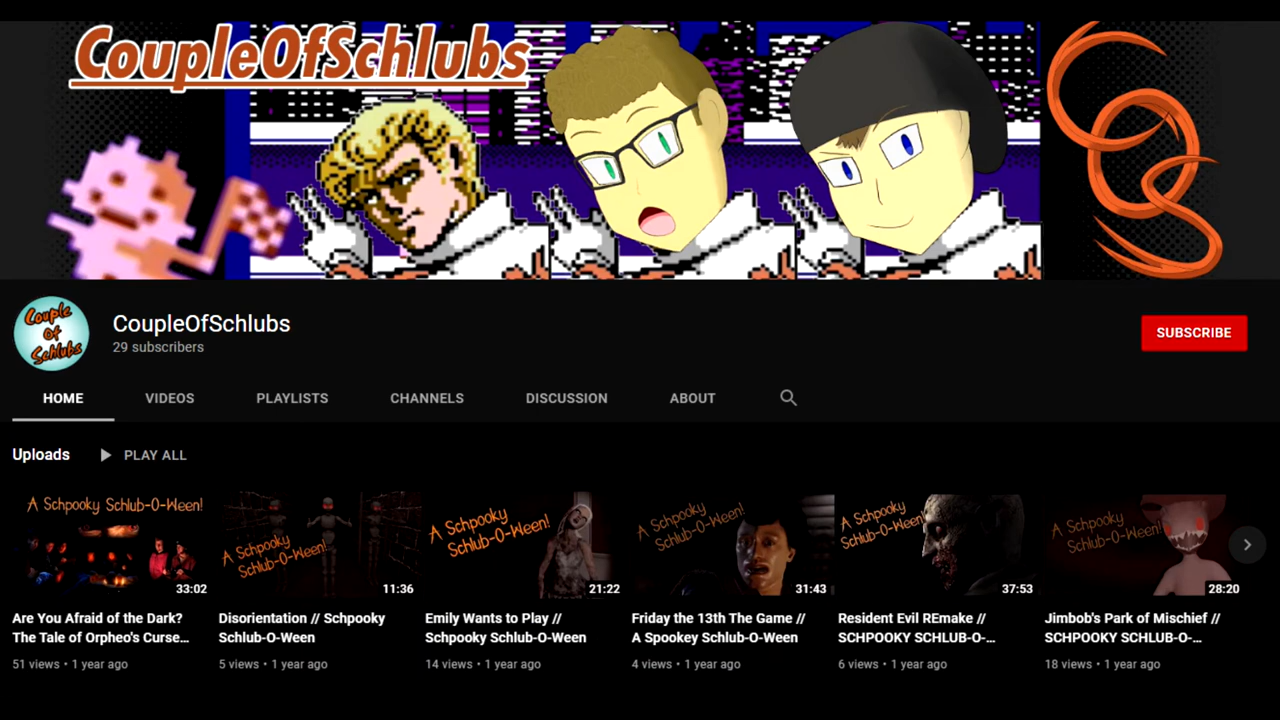 CoupleOfSchlubs
COS
Couple
Of
Schlubs
CoupleOfSchlubs
29 subscribers
SUBSCRIBE
HOME VIDEOS PLAYLISTS CHANNELS DISCUSSION ABOUT
Uploads PLAY ALL
A Schpooky Schlub-O-Ween!
33:02
A Schpooky
Schlub-O-Ween!
11:36
A Schpooky
Schlub-O-Ween!
21:22
A Schpooky
Schlub-O-Ween!
31:43
A Schpooky
Schlub-O-Ween!
37:53
A Schpooky
Schlub-O-Ween!
28:20
Are You Afraid of the Dark?
The Tale of Orpheo's Curse...
51 views • 1 year ago
Disorientation // Schpooky
Schlub-O-Ween
5 views • 1 year ago
Emily Wants to Play //
Schpooky Schlub-O-Ween
14 views • 1 year ago
Friday the 13th The Game //
A Spookey Schlub-O-Ween
4 views • 1 year ago
Resident Evil REmake //
SCHPOOKY SCHLUB-O-...
6 views • 1 year ago
Jimbob's Park of Mischief //
SCHPOOKY SCHLUB-O-...
18 views • 1 year ago